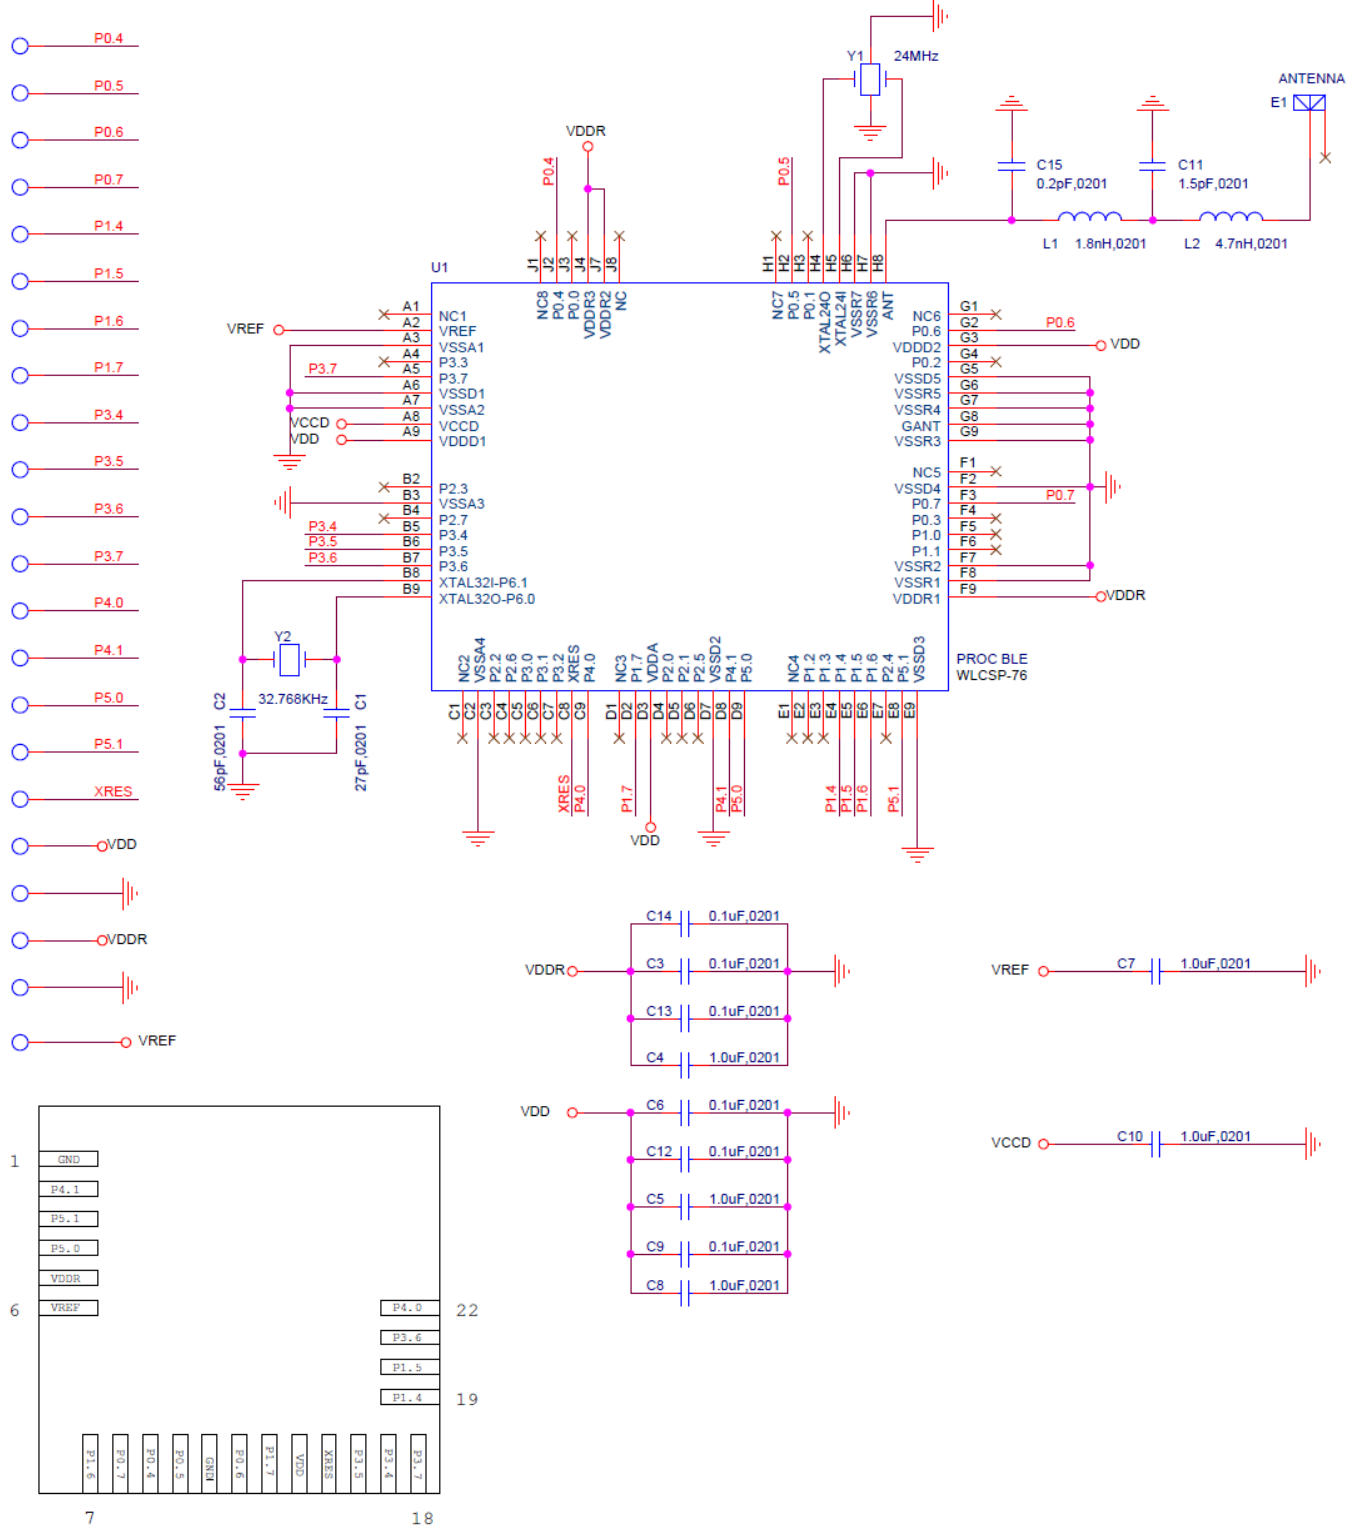 P0.4
P0.5
P0.6
P0.7
P1.4
P1.5
P1.6
P1.7
P3.4
P3.5
P3.6
P3.7
P4.0
P4.1
P5.0
P5.1
XRES
VDD
VDDR
VREF
Y1 24MHz
ANTENNA
E1
C15
0.2pF,0201
C11
1.5pF,0201
L1 1.8nH,0201
L2 4.7nH,0201
VDDR
P0.4
P0.5
U1
J1 J2 J3 J4 J7 J8
NC8 P0.4 P0.0 VDDR3 VDDR2 NC
H1 H2 H3 H4 H5 H6 H7 H8
NC7 P0.5 P0.1 XTAL24O XTAL24I VSSR7 VSSR6 ANT
A1 NC1
VREF A2 VREF
A3 VSSA1
A4 P3.3
P3.7 A5 P3.7
A6 VSSD1
A7 VSSA2
VCCD A8 VCCD
VDD A9 VDDD1
B2 P2.3
B3 VSSA3
B4 P2.7
P3.4 B5 P3.4
P3.5 B6 P3.5
P3.6 B7 P3.6
B8 XTAL32I-P6.1
B9 XTAL32O-P6.0
NC6 G1
P0.6 G2 P0.6
VDDD2 G3 VDD
P0.2 G4
VSSD5 G5
VSSR5 G6
VSSR4 G7
GANT G8
VSSR3 G9
NC5 F1
VSSD4 F2
P0.7 F3 P0.7
P0.3 F4
P1.0 F5
P1.1 F6
VSSR2 F7
VSSR1 F8
VDDR1 F9 VDDR
PROC BLE
WLCSP-76
Y2
32.768KHz
C2
56pF,0201
C1
27pF,0201
NC2 VSSA4 P2.2 P2.6 P3.0 P3.1 P3.2 XRES P4.0
C1 C2 C3 C4 C5 C6 C7 C8 C9
XRES P4.0
NC3 P1.7 VDDA P2.0 P2.1 P2.5 VSSD2 P4.1 P5.0
D1 D2 D3 D4 D5 D6 D7 D8 D9
P1.7 VDD P4.1 P5.0
NC4 P1.2 P1.3 P1.4 P1.5 P1.6 P2.4 P5.1 VSSD3
E1 E2 E3 E4 E5 E6 E7 E8 E9
P1.4 P1.5 P1.6 P5.1
C14 0.1uF,0201
VDDR C3 0.1uF,0201
C13 0.1uF,0201
C4 1.0uF,0201
VDD C6 0.1uF,0201
C12 0.1uF,0201
C5 1.0uF,0201
C9 0.1uF,0201
C8 1.0uF,0201
VREF C7 1.0uF,0201
VCCD C10 1.0uF,0201
1 GND
P4.1
P5.1
P5.0
VDDR
6 VREF
P4.0 22
P3.6
P1.5
P1.4 19
P1.6 P0.7 P0.4 P0.5 GND P0.6 P1.7 VDD XRES P3.5 P3.4 P3.7
7 18